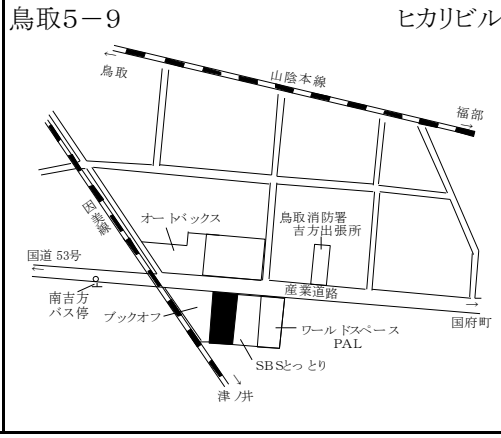 鳥取5－9
ヒカリビル
←
鳥取
山陰本線
福部
→
因美線
オートバックス
鳥取消防署
吉方出張所
国道 53号
←
南吉方
バス停
ブックオフ
産業道路
→
国府町
ワールドスペース
PAL
SBSとっとり
→
津ノ井